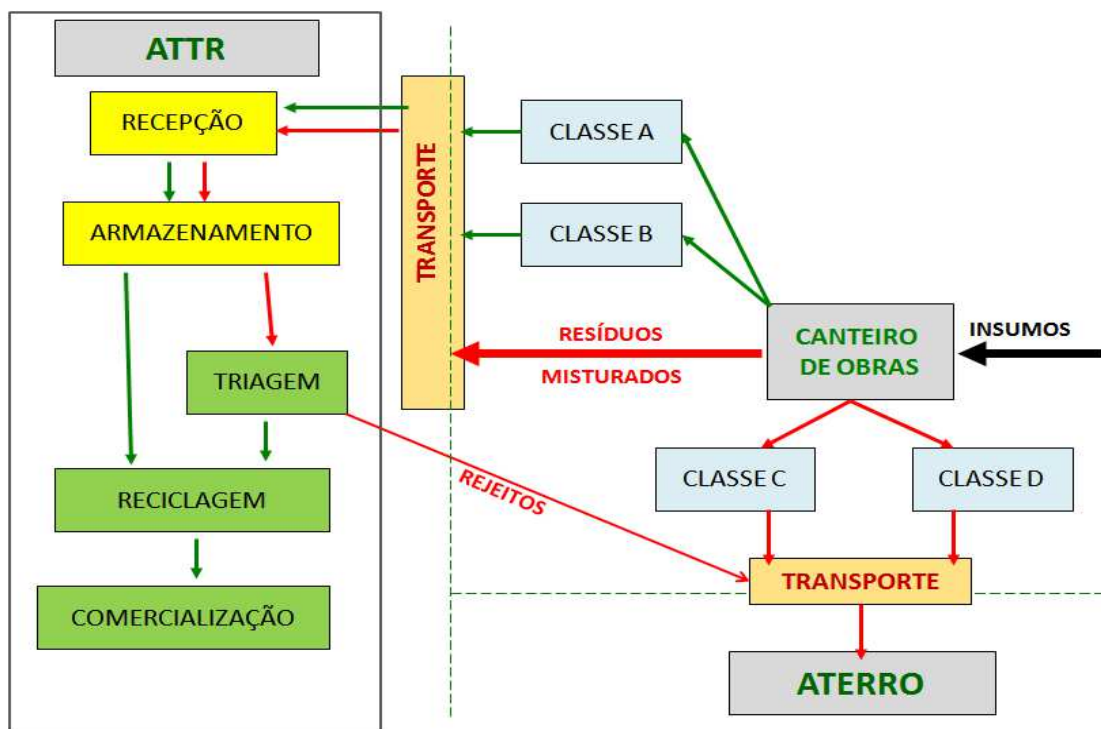 ATTR
RECEPÇÃO
ARMAZENAMENTO
TRIAGEM
RECICLAGEM
COMERCIALIZAÇÃO
TRANSPORTE
CLASSE A
CLASSE B
RESÍDUOS
MISTURADOS
CANTEIRO
DE OBRAS
INSUMOS
CLASSE C
CLASSE D
REJEITOS
TRANSPORTE
ATERRO